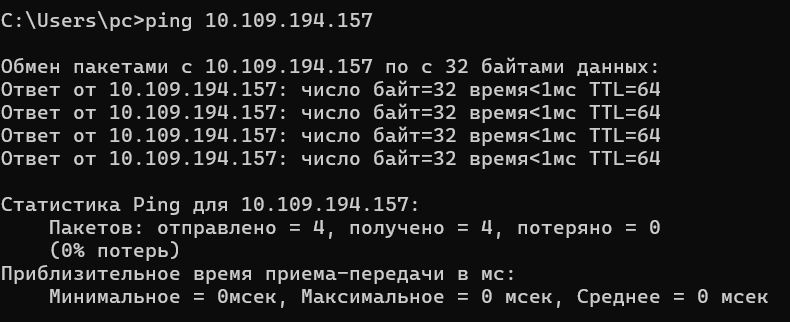 C:\Users\pc>ping 10.109.194.157
Обмен пакетами с 10.109.194.157 по с 32 байтами данных:
Ответ от 10.109.194.157: число байт=32 время<1мс TTL=64
Ответ от 10.109.194.157: число байт=32 время<1мс TTL=64
Ответ от 10.109.194.157: число байт=32 время<1мс TTL=64
Ответ от 10.109.194.157: число байт=32 время<1мс TTL=64
Статистика Ping для 10.109.194.157:
Пакетов: отправлено = 4, получено = 4, потеряно = 0
(0% потерь)
Приблизительное время приема-передачи в мс:
Минимальное = 0мсек, Максимальное = 0 мсек, Среднее = 0 мсек